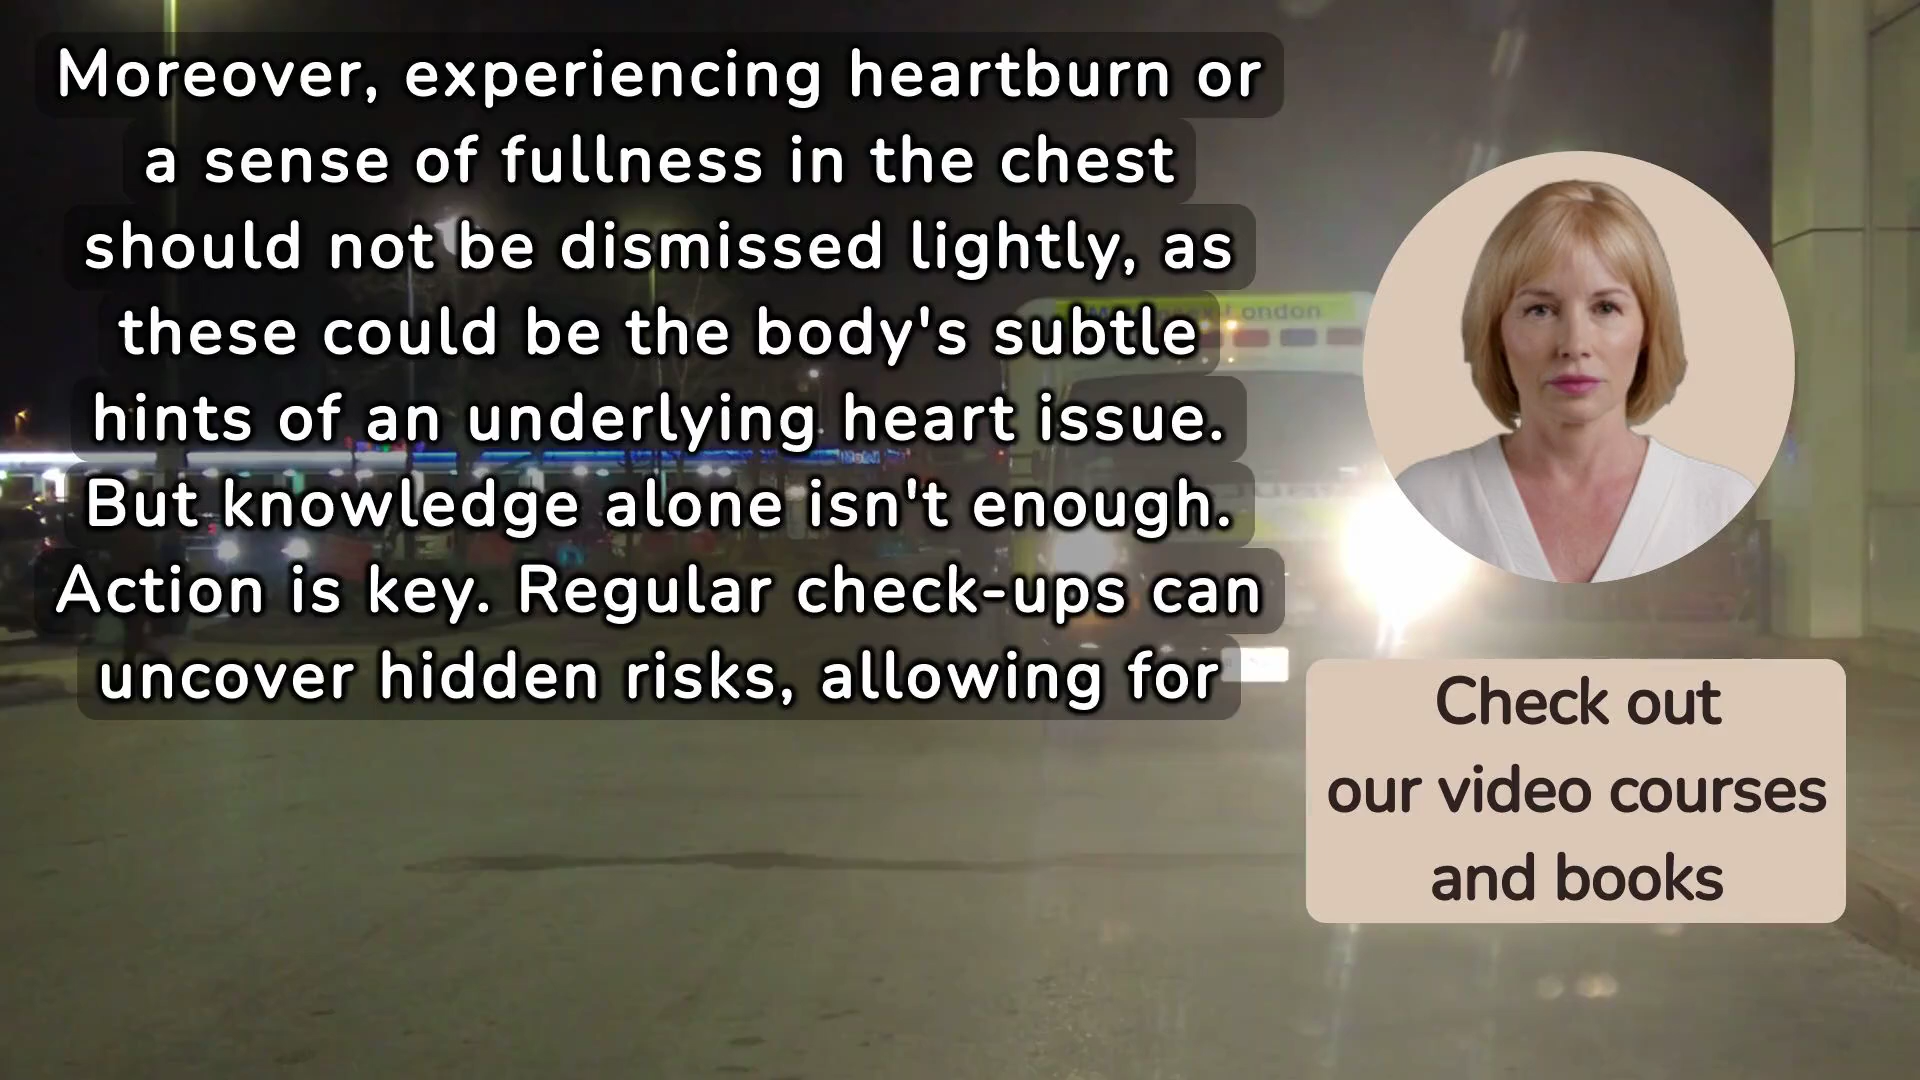 Moreover, experiencing heartburn or
a sense of fullness in the chest
should not be dismissed lightly, as
these could be the body's subtle
hints of an underlying heart issue.
But knowledge alone isn't enough.
Action is key. Regular check-ups can
uncover hidden risks, allowing for
London
Mobil
Check out
our video courses
and books